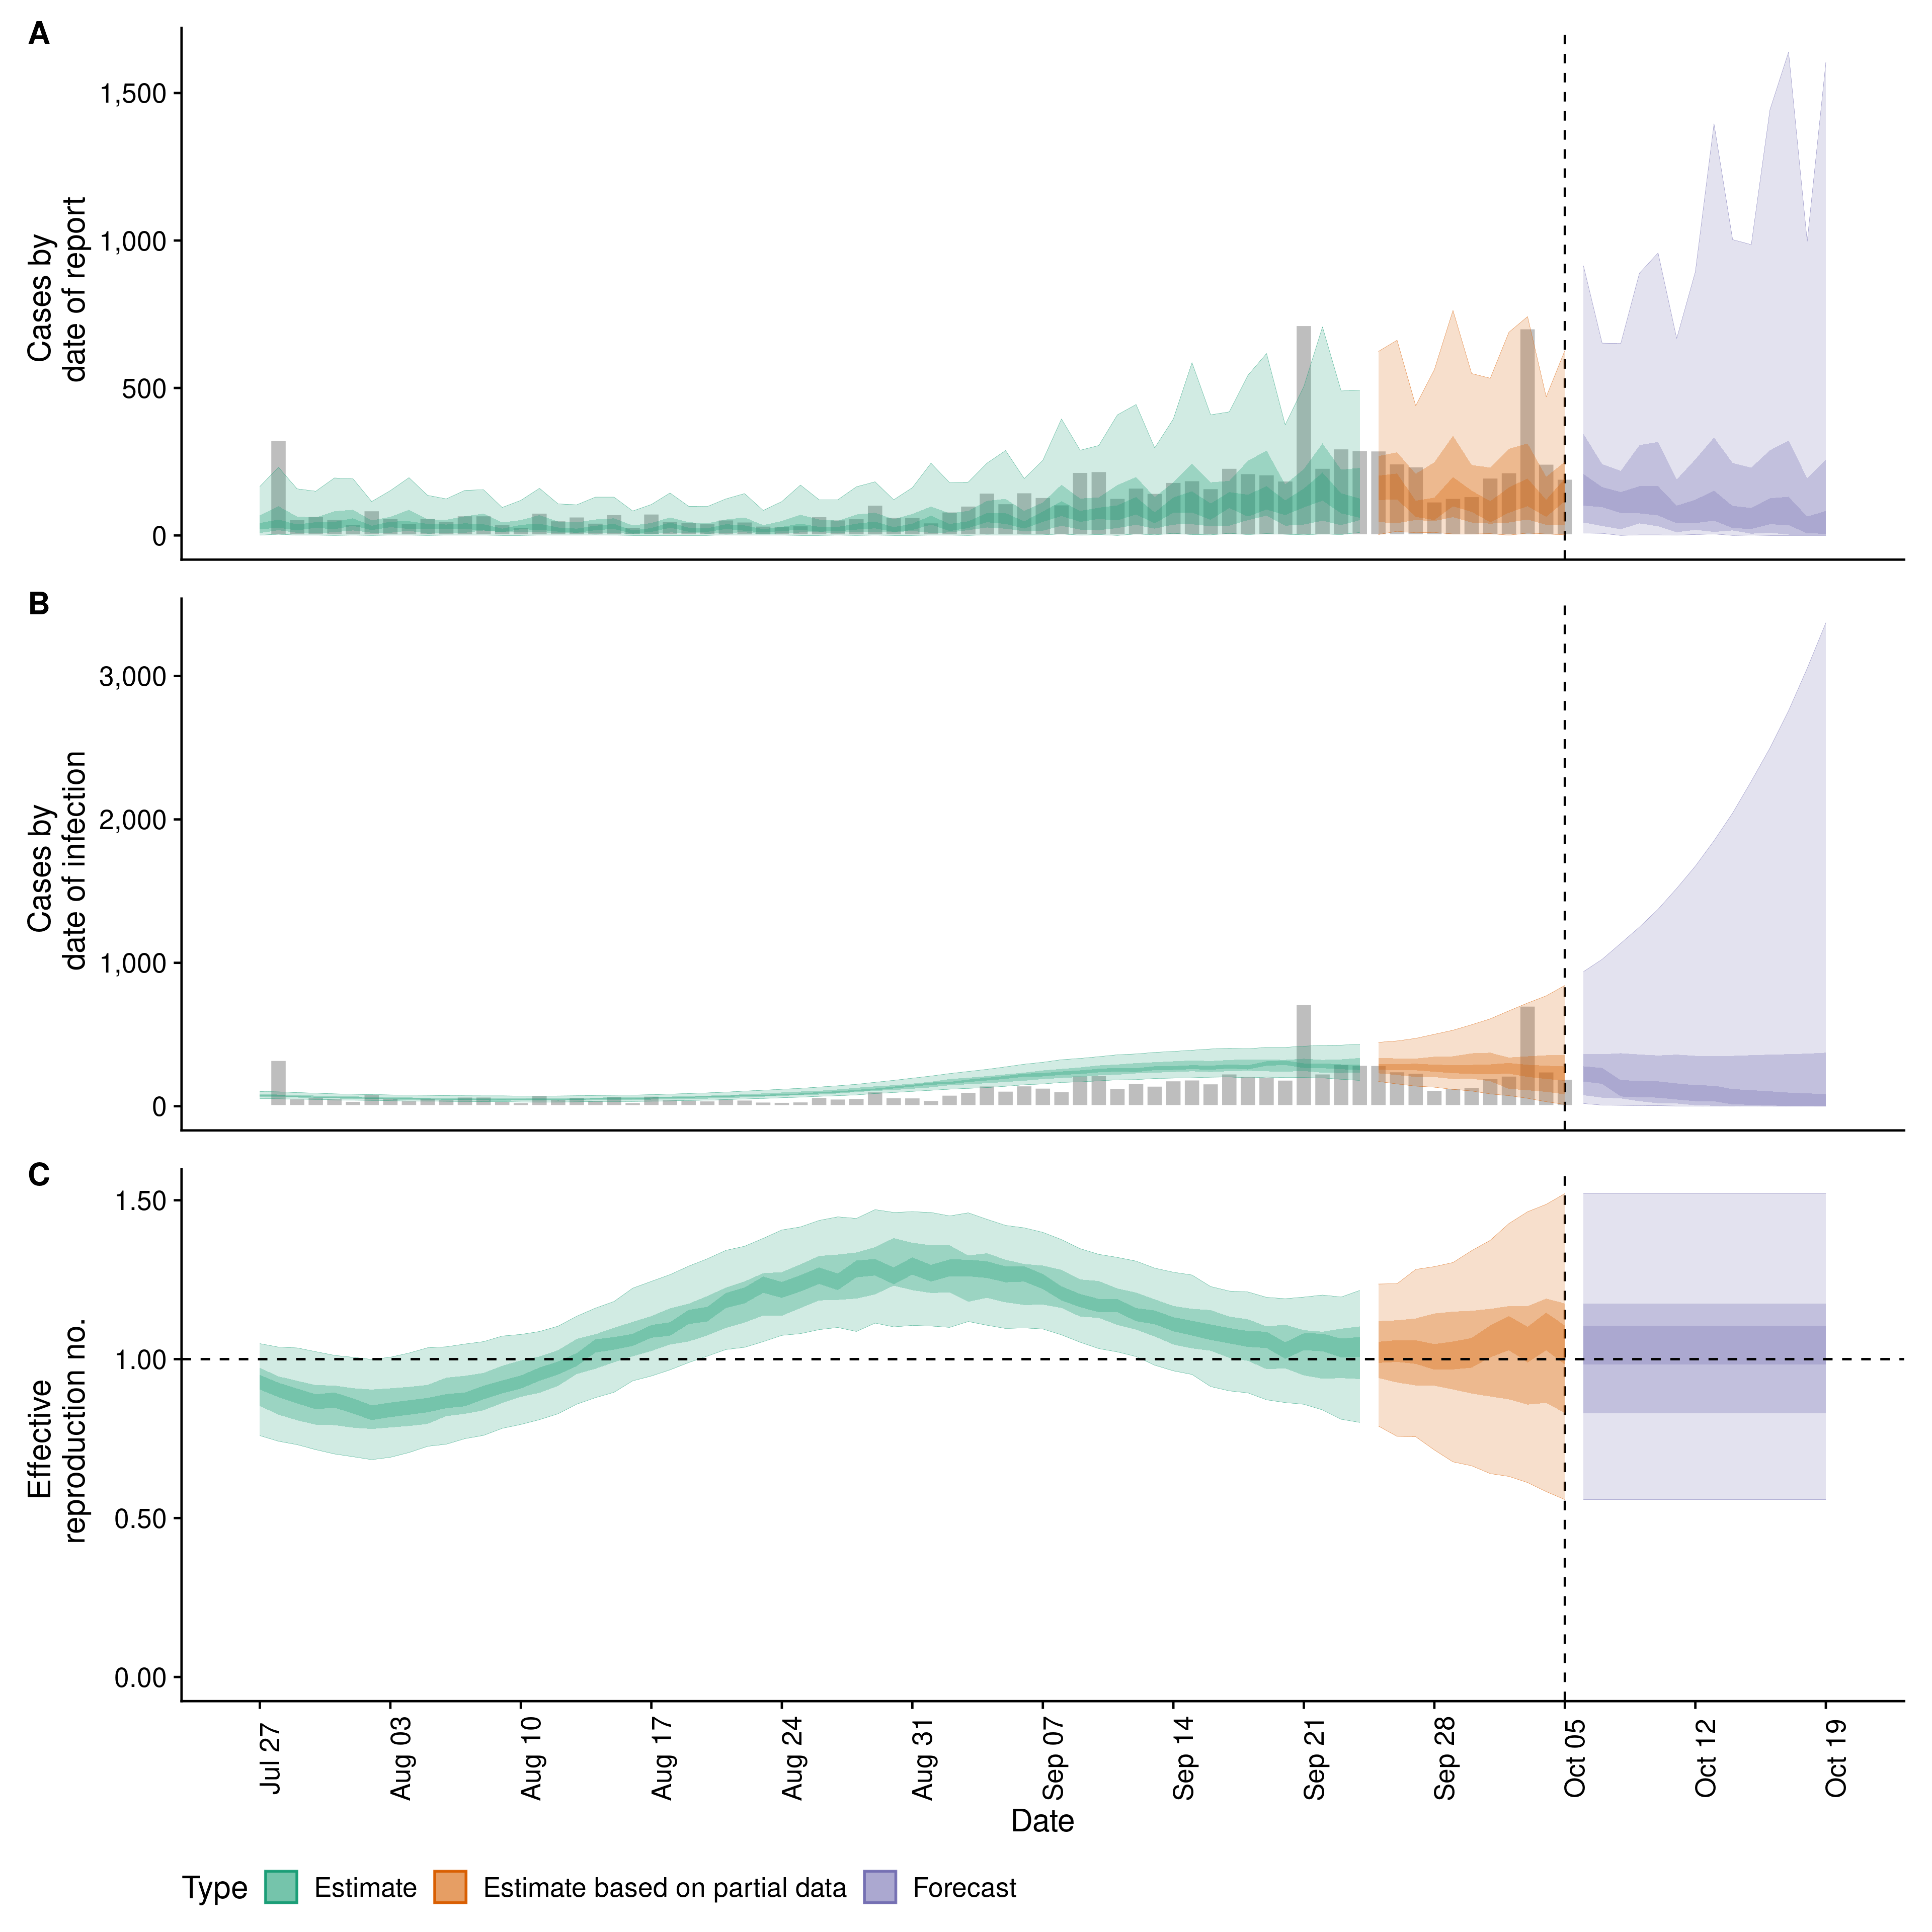 A
Cases by
date of report
1,500
1,000
500
0
B
Cases by
date of infection
3,000
2,000
1,000
0
C
Effective
reproduction no.
1.50
1.00
0.50
0.00
Jul 27
Aug 03
Aug 10
Aug 17
Aug 24
Aug 31
Sep 07
Sep 14
Sep 21
Sep 28
Oct 05
Oct 12
Oct 19
Date
Type Estimate Estimate based on partial data Forecast